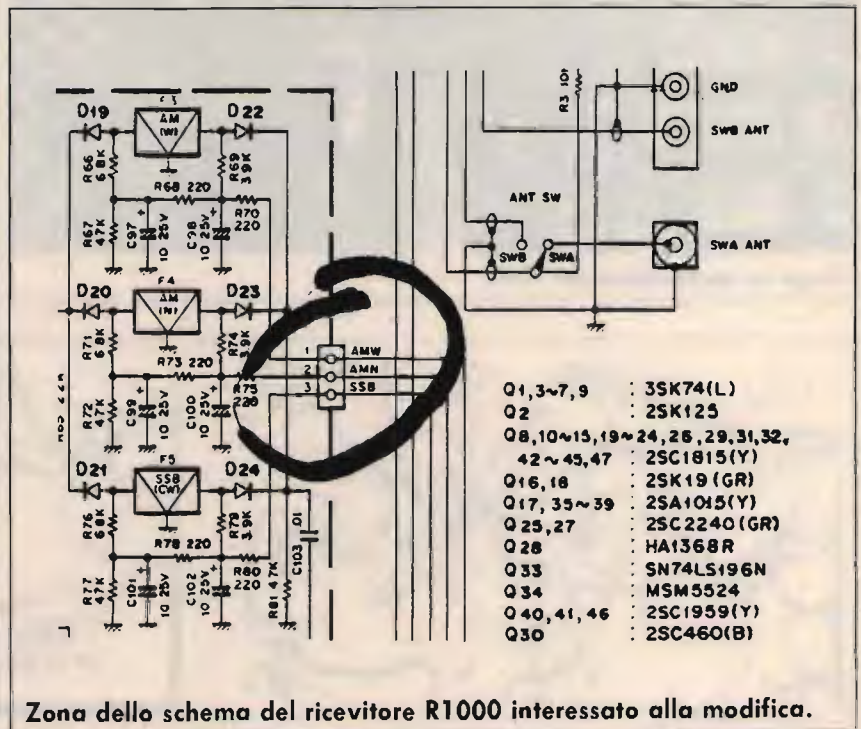 GND
SWB ANT
R3 101
ANT SW
SWB
SWA
SWA ANT
D19
F3
AM
(W)
D22
R66
6.8K
R69
3.9K
R68 220
R67
47K
C97
10 25V
C98
10 25V
R70
220
D20
F4
AM
(N)
D23
R71
6.8K
R74
3.9K
R73 220
R75
220
R72
47K
C99
10 25V
C100
10 25V
1 AMW
2 AMN
3 SSB
D21
F5
SSB
(CW)
D24
R76
6.8K
R79
3.9K
R78 220
R77
47K
C101
10 25V
C102
10 25V
R80
220
R81 47K
C103 .01
Q1,3~7,9 : 3SK74(L)
Q2 : 2SK125
Q8,10~15,19~24,26,29,31,32,
42~45,47 : 2SC1815(Y)
Q16,18 : 2SK19(GR)
Q17, 35~39 : 2SA1015(Y)
Q25,27 : 2SC2240(GR)
Q28 : HA1368R
Q33 : SN74LS196N
Q34 : MSM5524
Q40,41,46 : 2SC1959(Y)
Q30 : 2SC460(B)
Zona dello schema del ricevitore R1000 interessato alla modifica.